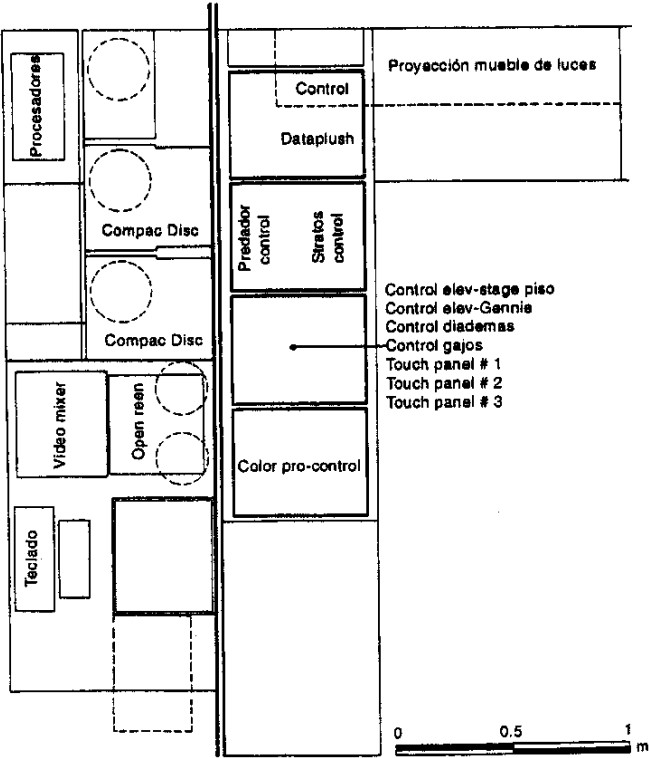 Procesadores
Compac Disc
Compac Disc
Video mixer
Open reen
Teclado
Control
Dataplush
Predador
control
Stratos
control
Color pro-control
Proyección mueble de luces
Control elev-stage piso
Control elev-Gennie
Control diademas
Control gajos
Touch panel # 1
Touch panel # 2
Touch panel # 3
0 0.5 1
m